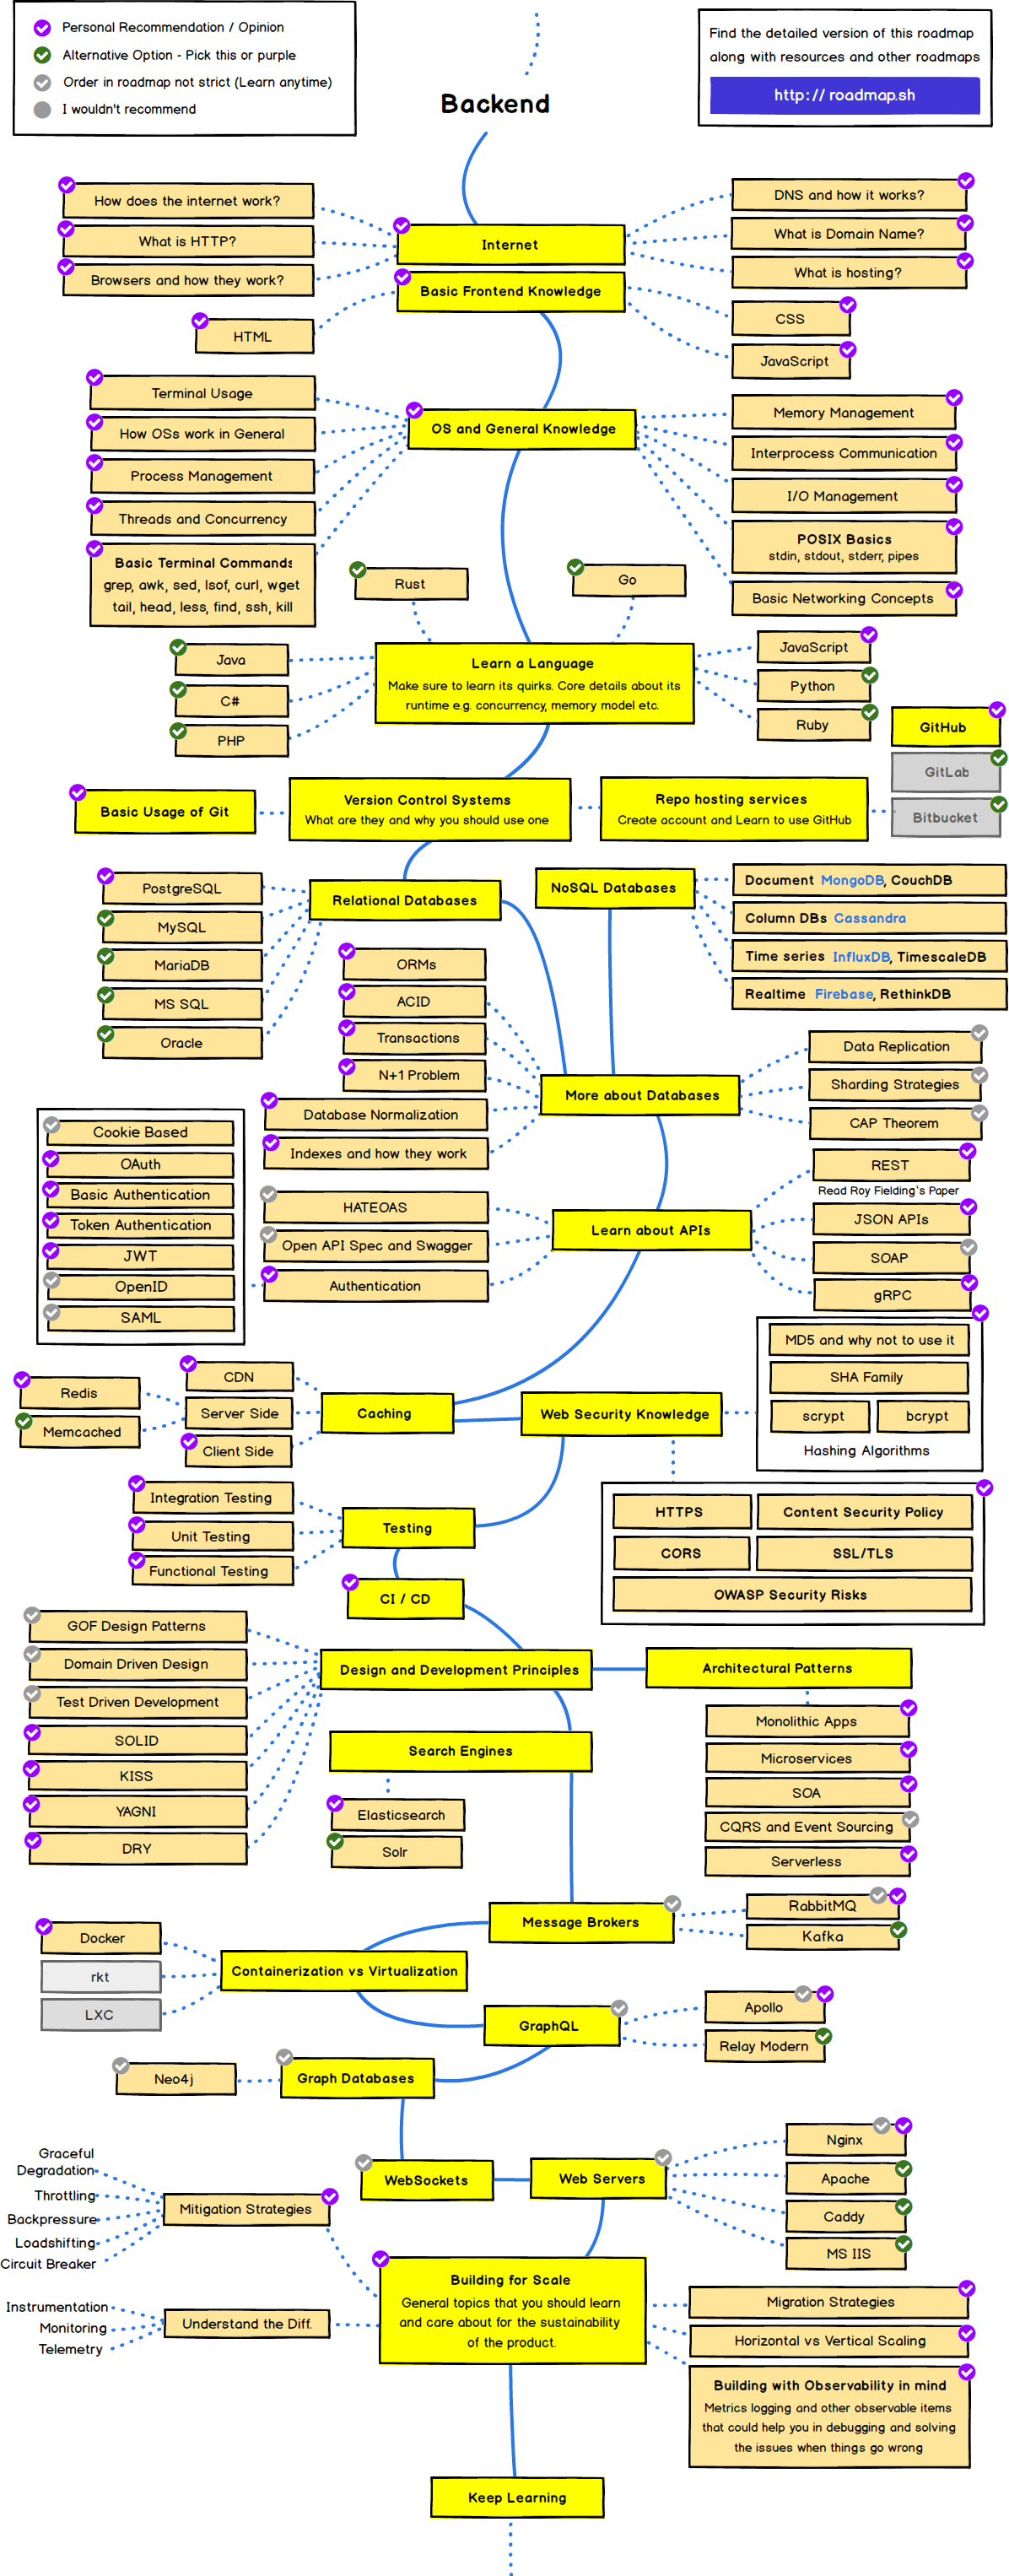 Personal Recommendation / Opinion
Alternative Option - Pick this or purple
Order in roadmap not strict (Learn anytime)
I wouldn't recommend
Find the detailed version of this roadmap
along with resources and other roadmaps
http:// roadmap.sh
Backend
How does the internet work?
What is HTTP?
Browsers and how they work?
Internet
DNS and how it works?
What is Domain Name?
What is hosting?
Basic Frontend Knowledge
HTML
CSS
JavaScript
OS and General Knowledge
Terminal Usage
How OSs work in General
Process Management
Threads and Concurrency
Basic Terminal Commands
grep, awk, sed, lsof, curl, wget
tail, head, less, find, ssh, kill
Memory Management
Interprocess Communication
I/O Management
POSIX Basics
stdin, stdout, stderr, pipes
Basic Networking Concepts
Rust
Go
Learn a Language
Make sure to learn its quirks. Core details about its
runtime e.g. concurrency, memory model etc.
Java
C#
PHP
JavaScript
Python
Ruby
GitHub
GitLab
Bitbucket
Basic Usage of Git
Version Control Systems
What are they and why you should use one
Repo hosting services
Create account and Learn to use GitHub
Relational Databases
PostgreSQL
MySQL
MariaDB
MS SQL
Oracle
NoSQL Databases
Document MongoDB, CouchDB
Column DBs Cassandra
Time series InfluxDB, TimescaleDB
Realtime Firebase, RethinkDB
ORMs
ACID
Transactions
N+1 Problem
Database Normalization
Indexes and how they work
More about Databases
Data Replication
Sharding Strategies
CAP Theorem
Cookie Based
OAuth
Basic Authentication
Token Authentication
JWT
OpenID
SAML
HATEOAS
Open API Spec and Swagger
Authentication
Learn about APIs
REST
Read Roy Fielding's Paper
JSON APIs
SOAP
gRPC
MD5 and why not to use it
SHA Family
scrypt
bcrypt
Hashing Algorithms
Redis
Memcached
CDN
Server Side
Client Side
Caching
Web Security Knowledge
HTTPS
Content Security Policy
CORS
SSL/TLS
OWASP Security Risks
Integration Testing
Unit Testing
Functional Testing
Testing
CI / CD
GOF Design Patterns
Domain Driven Design
Test Driven Development
SOLID
KISS
YAGNI
DRY
Design and Development Principles
Architectural Patterns
Monolithic Apps
Microservices
SOA
CQRS and Event Sourcing
Serverless
Search Engines
Elasticsearch
Solr
Message Brokers
RabbitMQ
Kafka
Docker
rkt
LXC
Containerization vs Virtualization
GraphQL
Apollo
Relay Modern
Neo4j
Graph Databases
WebSockets
Web Servers
Nginx
Apache
Caddy
MS IIS
Graceful
Degradation
Throttling
Backpressure
Loadshifting
Circuit Breaker
Mitigation Strategies
Instrumentation
Monitoring
Telemetry
Understand the Diff.
Building for Scale
General topics that you should learn
and care about for the sustainability
of the product.
Migration Strategies
Horizontal vs Vertical Scaling
Building with Observability in mind
Metrics logging and other observable items
that could help you in debugging and solving
the issues when things go wrong
Keep Learning